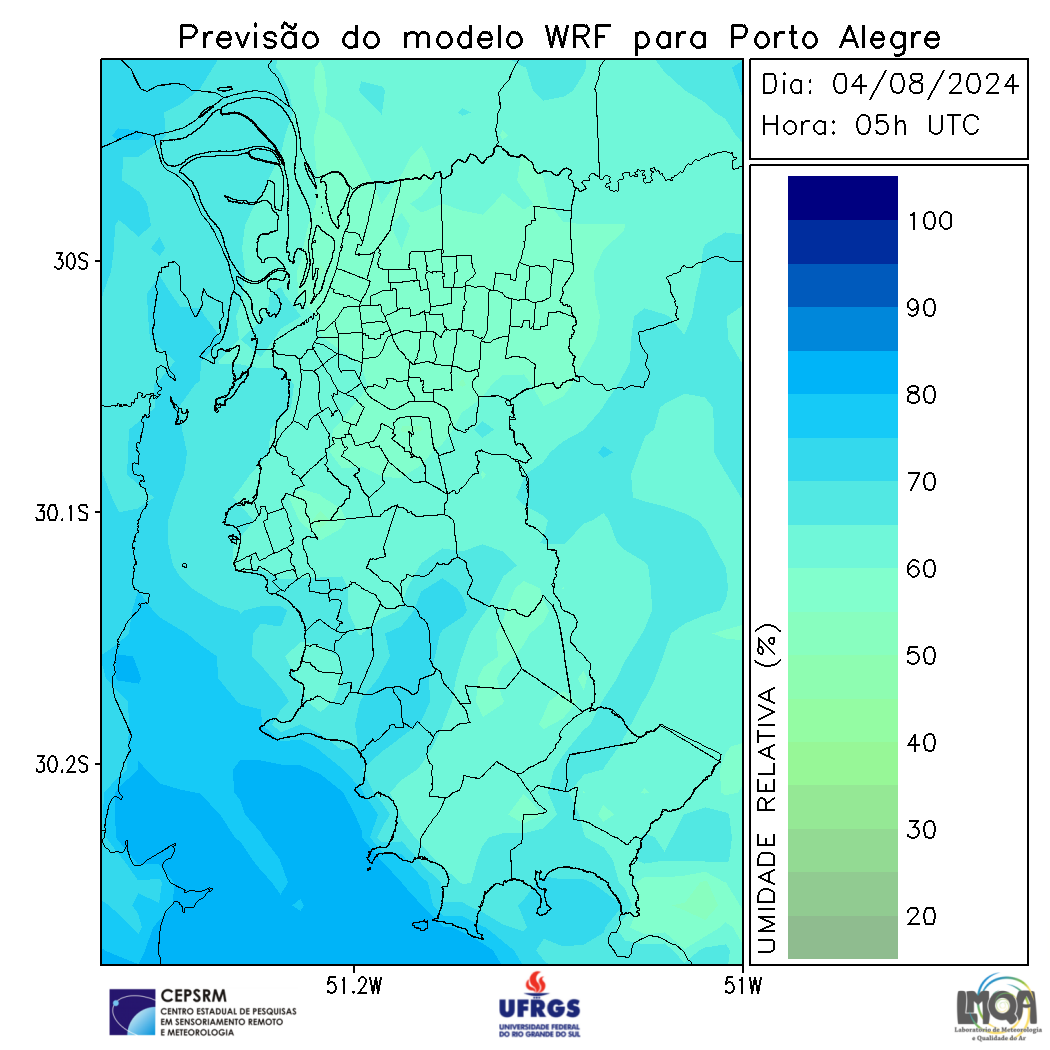 Previsão do modelo WRF para Porto Alegre
Dia: 04/08/2024
Hora: 05h UTC
100
90
80
70
60
50
40
30
20
UMIDADE RELATIVA (%)
30S
30.1S
30.2S
51.2W
51W
CEPSRM
CENTRO ESTADUAL DE PESQUISAS
EM SENSORIAMENTO REMOTO
E METEOROLOGIA
UFRGS
UNIVERSIDADE FEDERAL
DO RIO GRANDE DO SUL
LMQA
Laboratório de Meteorologia
e Qualidade do Ar